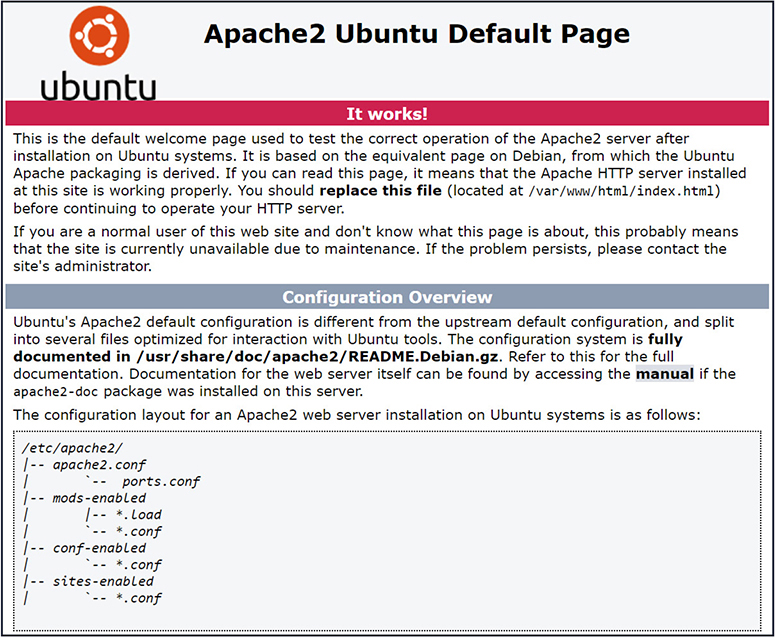 Apache2 Ubuntu Default Page
ubuntu
It works!
This is the default welcome page used to test the correct operation of the Apache2 server after
installation on Ubuntu systems. It is based on the equivalent page on Debian, from which the Ubuntu
Apache packaging is derived. If you can read this page, it means that the Apache HTTP server installed
at this site is working properly. You should replace this file (located at /var/www/html/index.html)
before continuing to operate your HTTP server.
If you are a normal user of this web site and don't know what this page is about, this probably means
that the site is currently unavailable due to maintenance. If the problem persists, please contact the
site's administrator.
Configuration Overview
Ubuntu's Apache2 default configuration is different from the upstream default configuration, and split
into several files optimized for interaction with Ubuntu tools. The configuration system is fully
documented in /usr/share/doc/apache2/README.Debian.gz. Refer to this for the full
documentation. Documentation for the web server itself can be found by accessing the manual if the
apache2-doc package was installed on this server.
The configuration layout for an Apache2 web server installation on Ubuntu systems is as follows:
/etc/apache2/
|-- apache2.conf
|       `--  ports.conf
|-- mods-enabled
|       |-- *.load
|       `-- *.conf
|-- conf-enabled
|       `-- *.conf
|-- sites-enabled
|       `-- *.conf